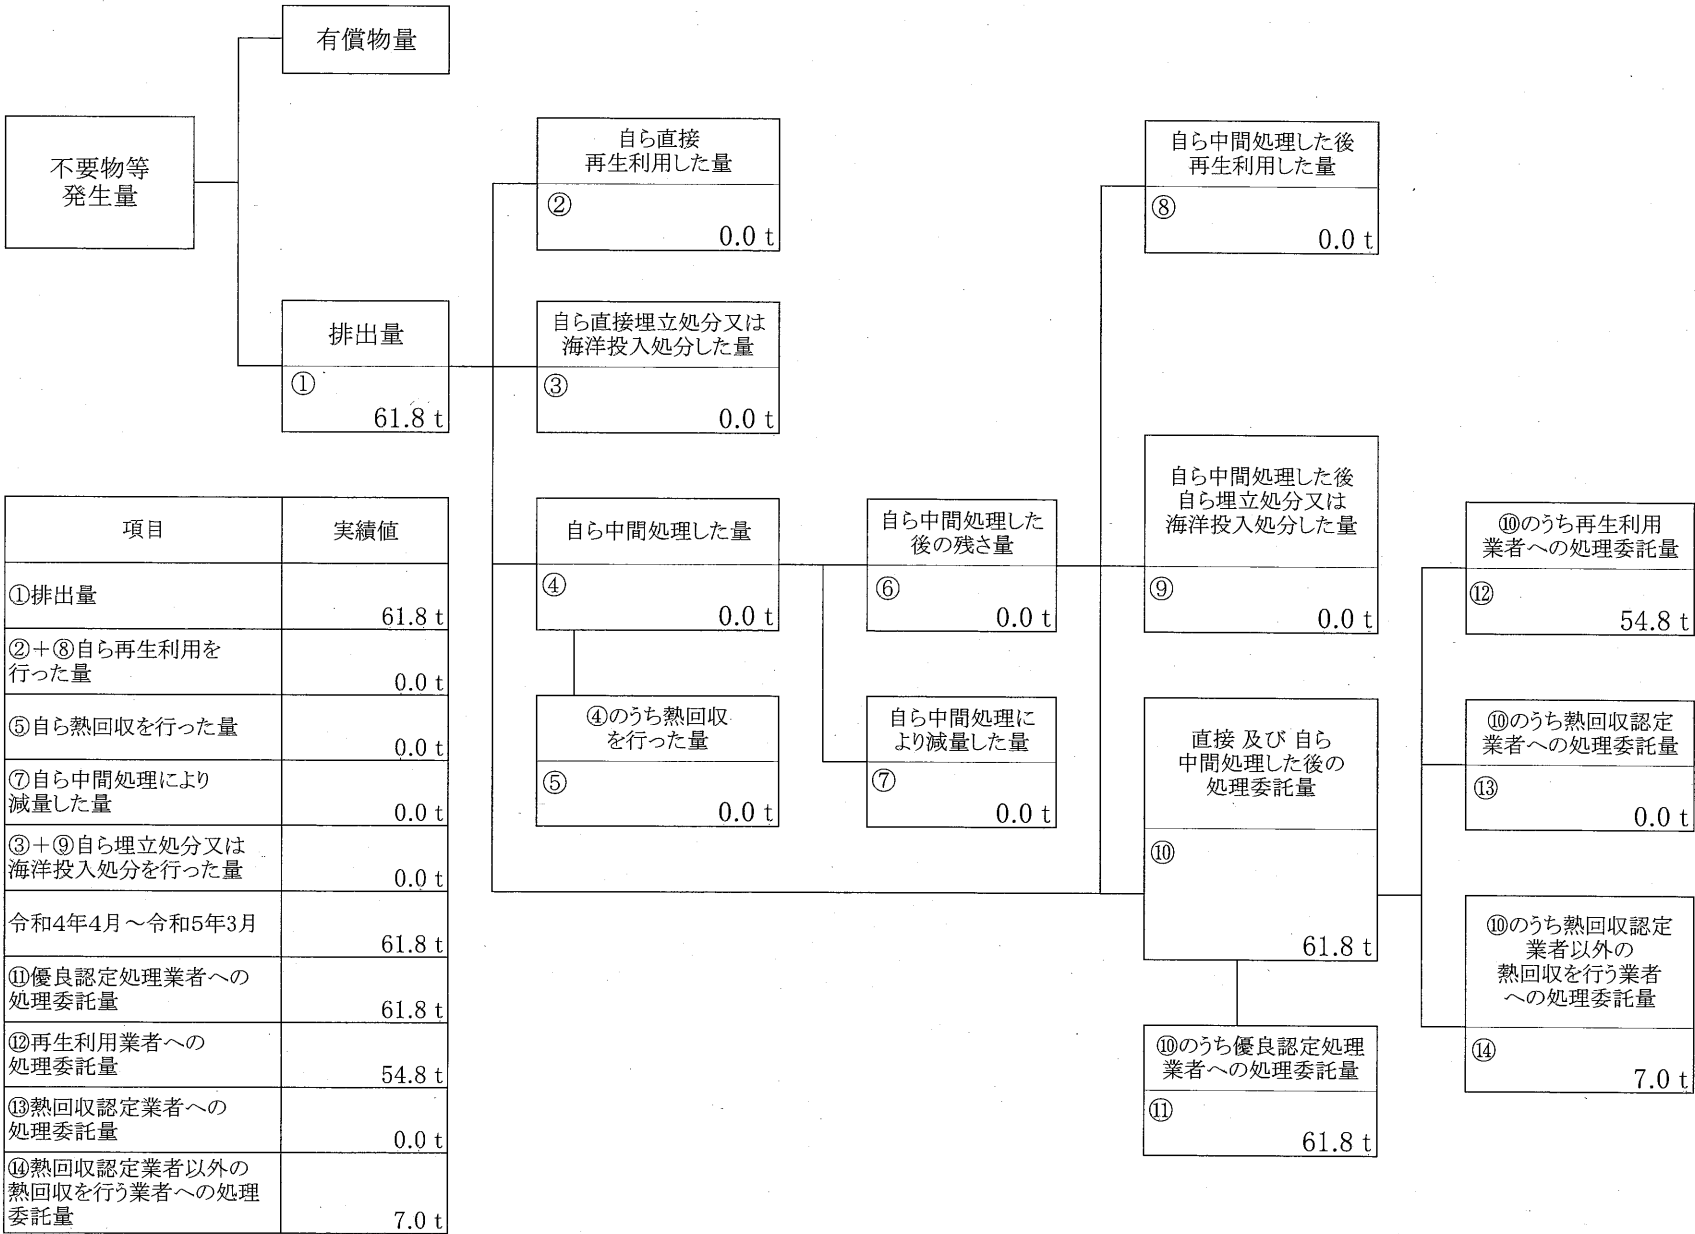 有償物量
不要物等
発生量
排出量
①
61.8 t
自ら直接
再生利用した量
②
0.0 t
自ら直接埋立処分又は
海洋投入処分した量
③
0.0 t
自ら中間処理した量
④
0.0 t
④のうち熱回収
を行った量
⑤
0.0 t
自ら中間処理した
後の残さ量
⑥
0.0 t
自ら中間処理に
より減量した量
⑦
0.0 t
自ら中間処理した後
再生利用した量
⑧
0.0 t
自ら中間処理した後
自ら埋立処分又は
海洋投入処分した量
⑨
0.0 t
直接 及び 自ら
中間処理した後の
処理委託量
⑩
61.8 t
⑩のうち優良認定処理
業者への処理委託量
⑪
61.8 t
⑩のうち再生利用
業者への処理委託量
⑫
54.8 t
⑩のうち熱回収認定
業者への処理委託量
⑬
0.0 t
⑩のうち熱回収認定
業者以外の
熱回収を行う業者
への処理委託量
⑭
7.0 t
項目 実績値
①排出量
61.8 t
②+⑧自ら再生利用を
行った量
0.0 t
⑤自ら熱回収を行った量
0.0 t
⑦自ら中間処理により
減量した量
0.0 t
③+⑨自ら埋立処分又は
海洋投入処分を行った量
0.0 t
令和4年4月～令和5年3月
61.8 t
⑪優良認定処理業者への
処理委託量
61.8 t
⑫再生利用業者への
処理委託量
54.8 t
⑬熱回収認定業者への
処理委託量
0.0 t
⑭熱回収認定業者以外の
熱回収を行う業者への処理
委託量
7.0 t